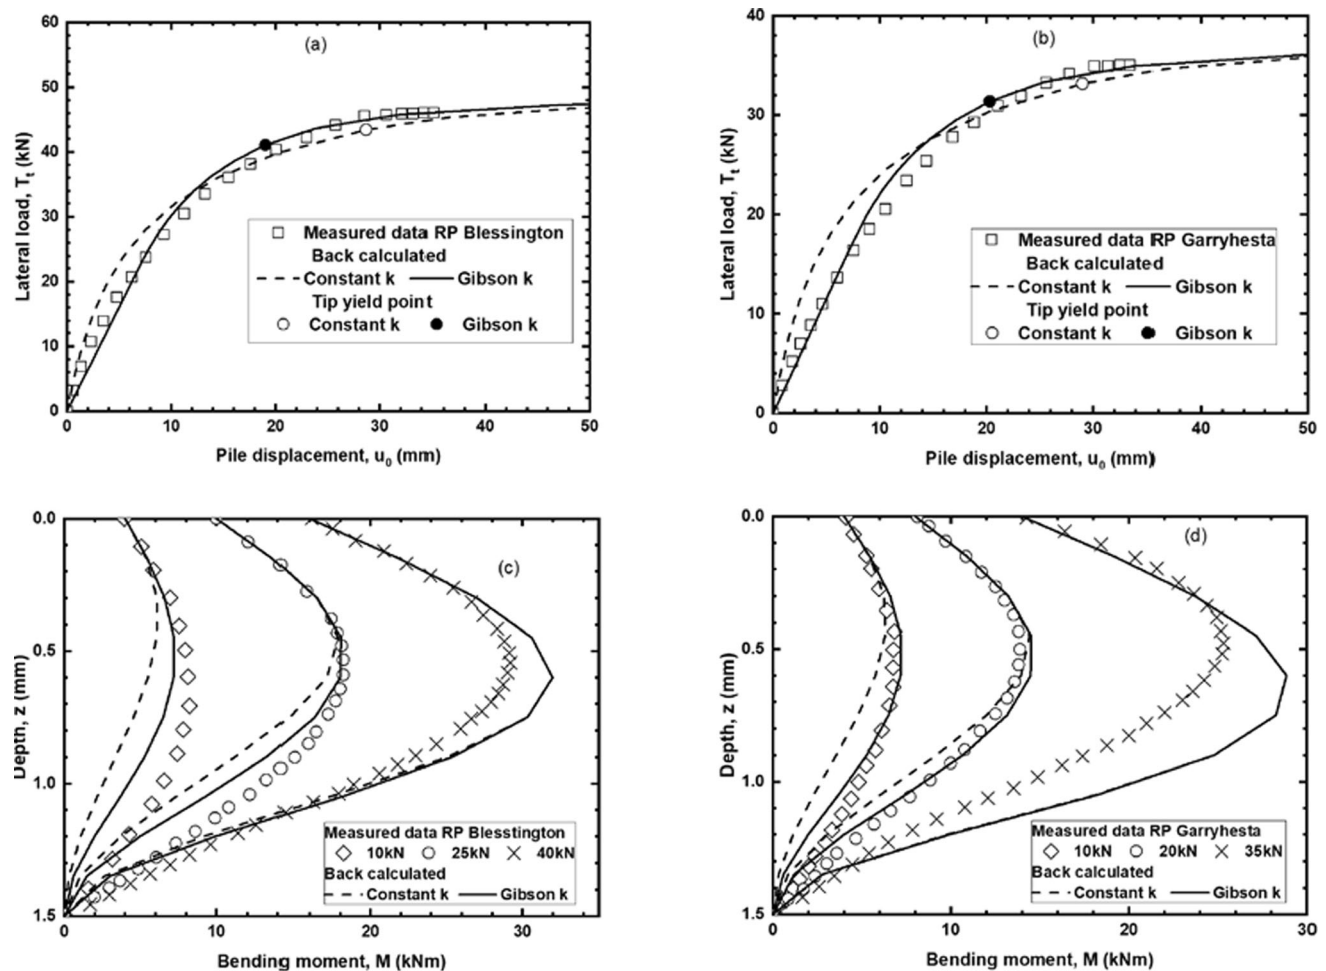 (a)
60
50
40
30
20
10
0
Lateral load, Tt (kN)
Measured data RP Blessington
Back calculated
Constant k Gibson k
Tip yield point
Constant k Gibson k
0 10 20 30 40 50
Pile displacement, u0 (mm)
(b)
40
30
20
10
0
Lateral load, Tt (kN)
Measured data RP Garryhesta
Back calculated
Constant k Gibson k
Tip yield point
Constant k Gibson k
0 10 20 30 40 50
Pile displacement, u0 (mm)
(c)
0.0
0.5
1.0
1.5
Depth, z (mm)
Measured data RP Blesstington
10kN 25kN 40kN
Back calculated
Constant k Gibson k
0 10 20 30
Bending moment, M (kNm)
(d)
0.0
0.5
1.0
1.5
Depth, z (mm)
Measured data RP Garryhesta
10kN 20kN 35kN
Back calculated
Constant k Gibson k
0 10 20 30
Bending moment, M (kNm)